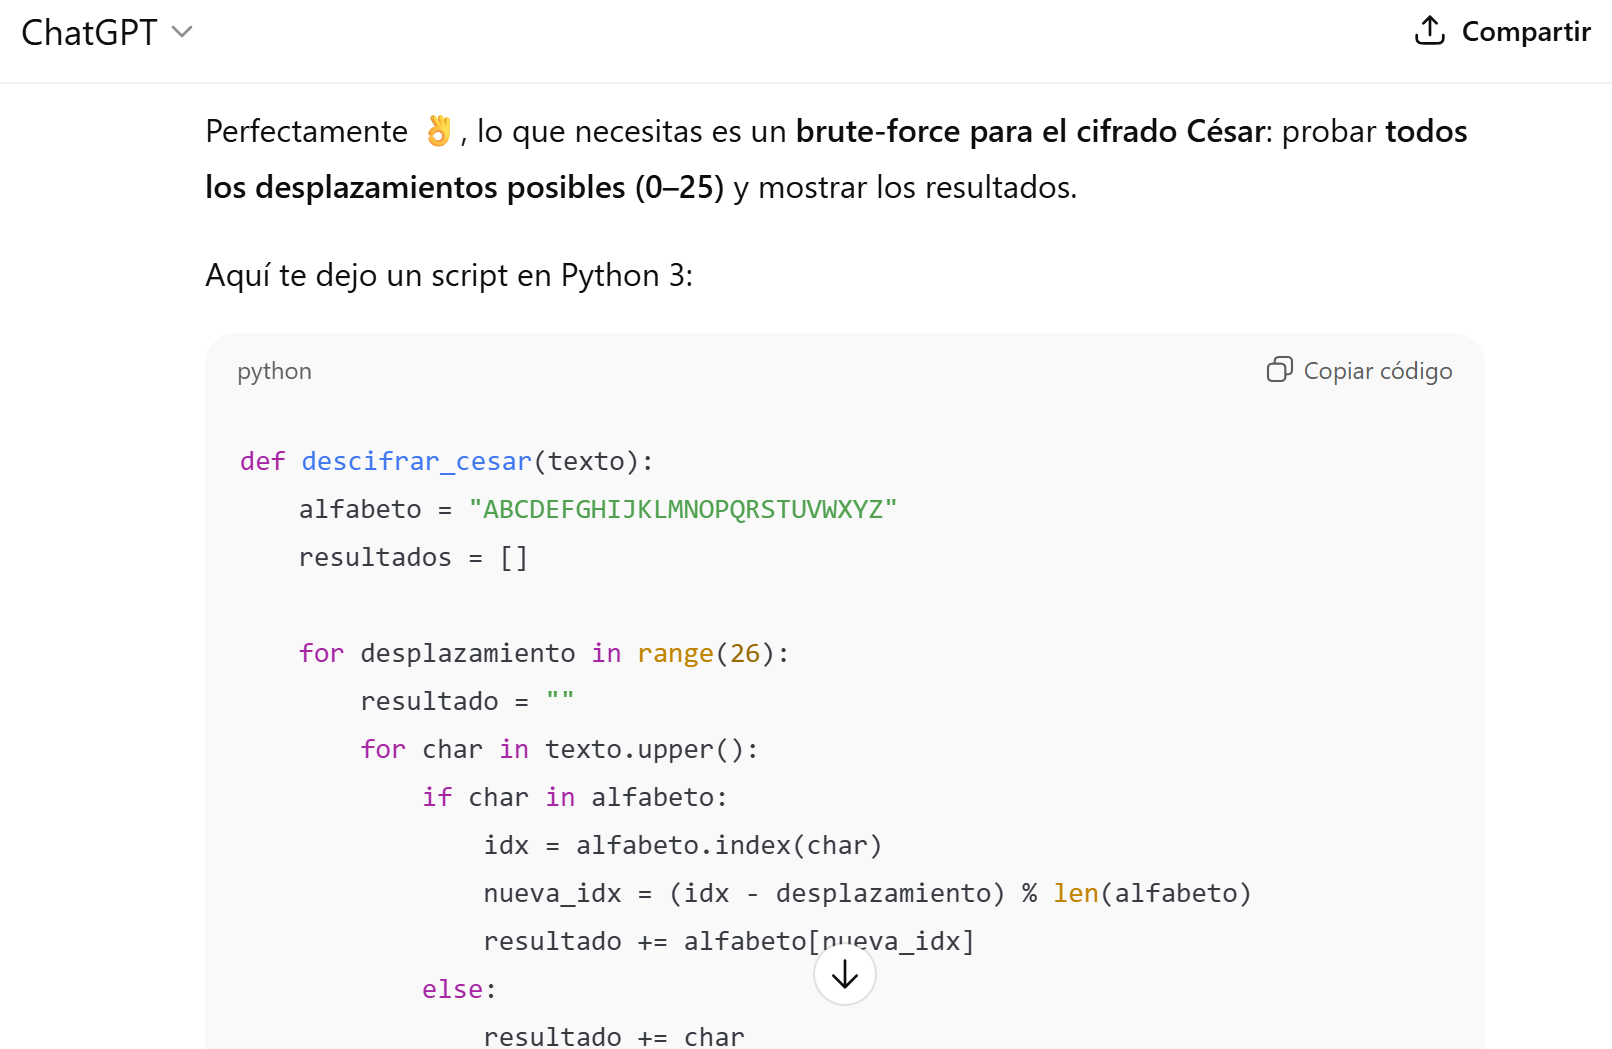 ChatGPT
Compartir
Perfectamente 👌, lo que necesitas es un brute-force para el cifrado César: probar todos
los desplazamientos posibles (0–25) y mostrar los resultados.
Aquí te dejo un script en Python 3:
python
Copiar código
def descifrar_cesar(texto):
    alfabeto = "ABCDEFGHIJKLMNOPQRSTUVWXYZ"
    resultados = []
    for desplazamiento in range(26):
        resultado = ""
        for char in texto.upper():
            if char in alfabeto:
                idx = alfabeto.index(char)
                nueva_idx = (idx - desplazamiento) % len(alfabeto)
                resultado += alfabeto[nueva_idx]
            else:
                resultado += char